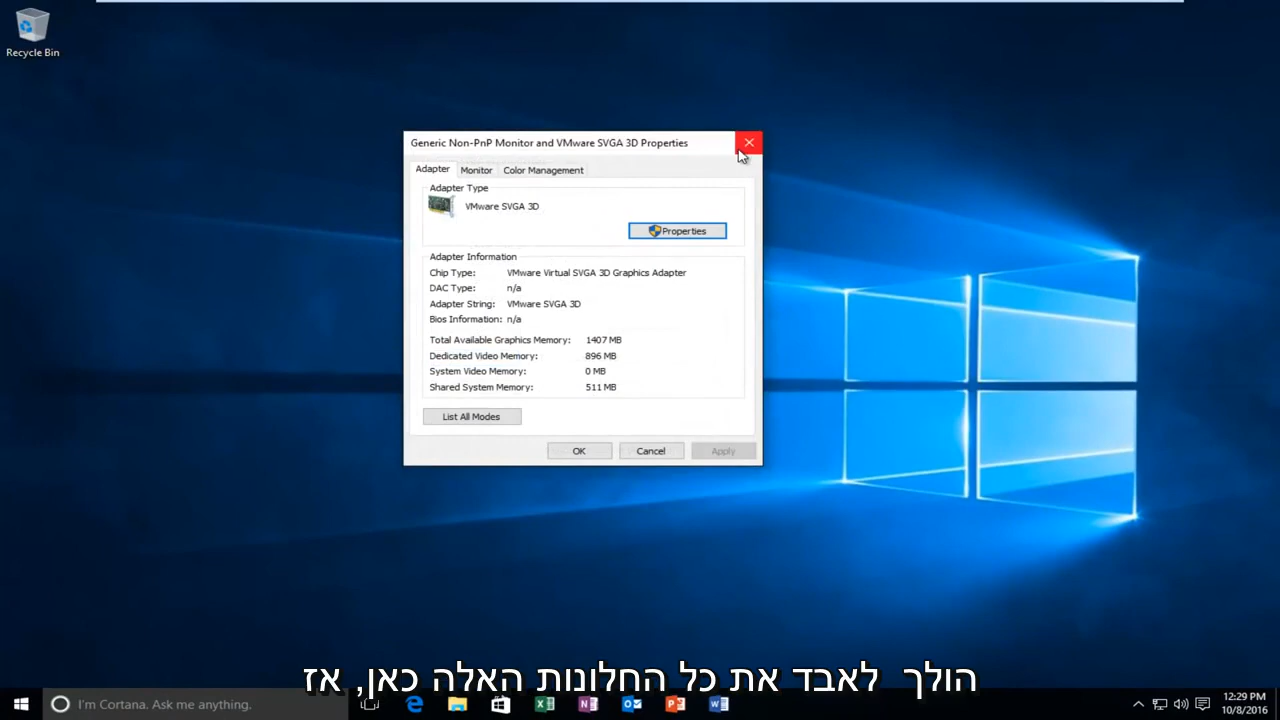 Recycle Bin
Generic Non-PnP Monitor and VMware SVGA 3D Properties
Adapter Monitor Color Management
Adapter Type
VMware SVGA 3D
Properties
Adapter Information
Chip Type: VMware Virtual SVGA 3D Graphics Adapter
DAC Type: n/a
Adapter String: VMware SVGA 3D
Bios Information: n/a
Total Available Graphics Memory: 1407 MB
Dedicated Video Memory: 896 MB
System Video Memory: 0 MB
Shared System Memory: 511 MB
List All Modes
OK Cancel Apply
הולך לאבד את כל החלונות האלה כאן, אז
I'm Cortana. Ask me anything.
12:29 PM
10/8/2016